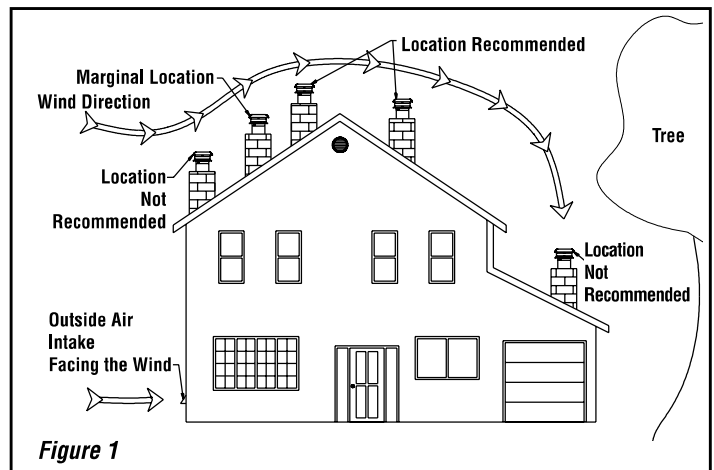 Location Recommended
Marginal Location
Wind Direction
Tree
Location
Not
Recommended
Location
Not
Recommended
Outside Air
Intake
Facing the Wind
Figure 1